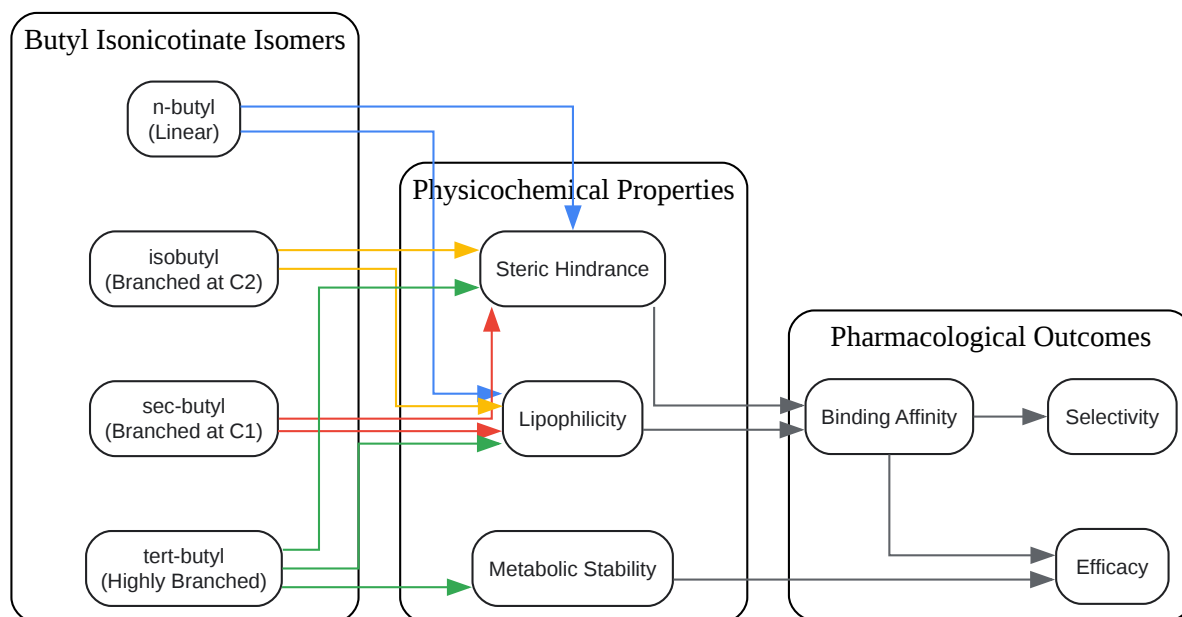 Butyl Isonicotinate Isomers
n-butyl
(Linear)
isobutyl
(Branched at C2)
sec-butyl
(Branched at C1)
tert-butyl
(Highly Branched)
Physicochemical Properties
Steric Hindrance
Lipophilicity
Metabolic Stability
Pharmacological Outcomes
Binding Affinity
Selectivity
Efficacy